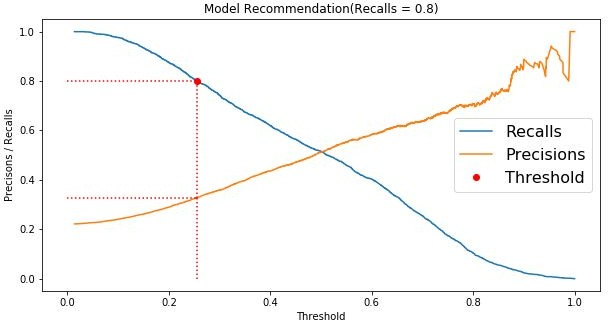 Model Recommendation(Recalls = 0.8)
Precisons / Recalls
1.0
0.8
0.6
0.4
0.2
0.0
Recalls
Precisions
Threshold
0.0 0.2 0.4 0.6 0.8 1.0
Threshold